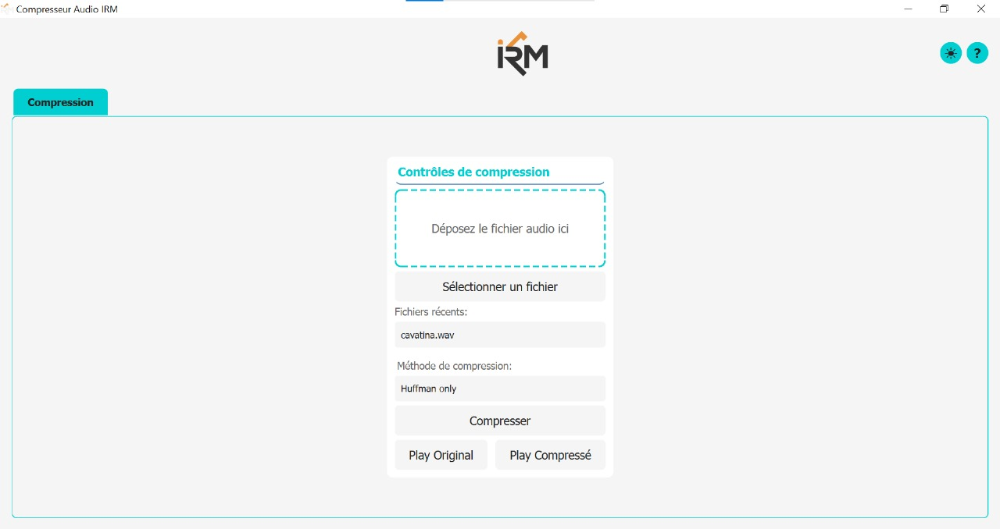 Compresseur Audio IRM
iRM
?
Compression
Contrôles de compression
Déposez le fichier audio ici
Sélectionner un fichier
Fichiers récents:
cavatina.wav
Méthode de compression:
Huffman only
Compresser
Play Original
Play Compressé